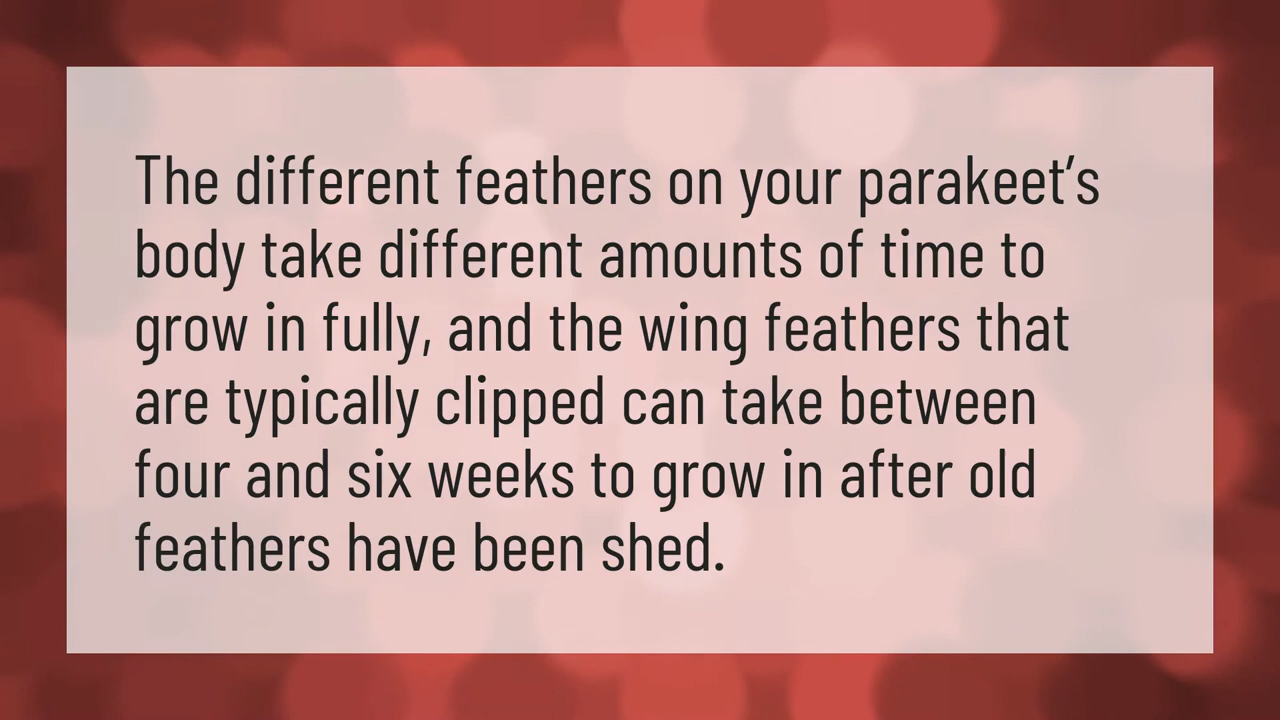 The different feathers on your parakeet’s
body take different amounts of time to
grow in fully, and the wing feathers that
are typically clipped can take between
four and six weeks to grow in after old
feathers have been shed.